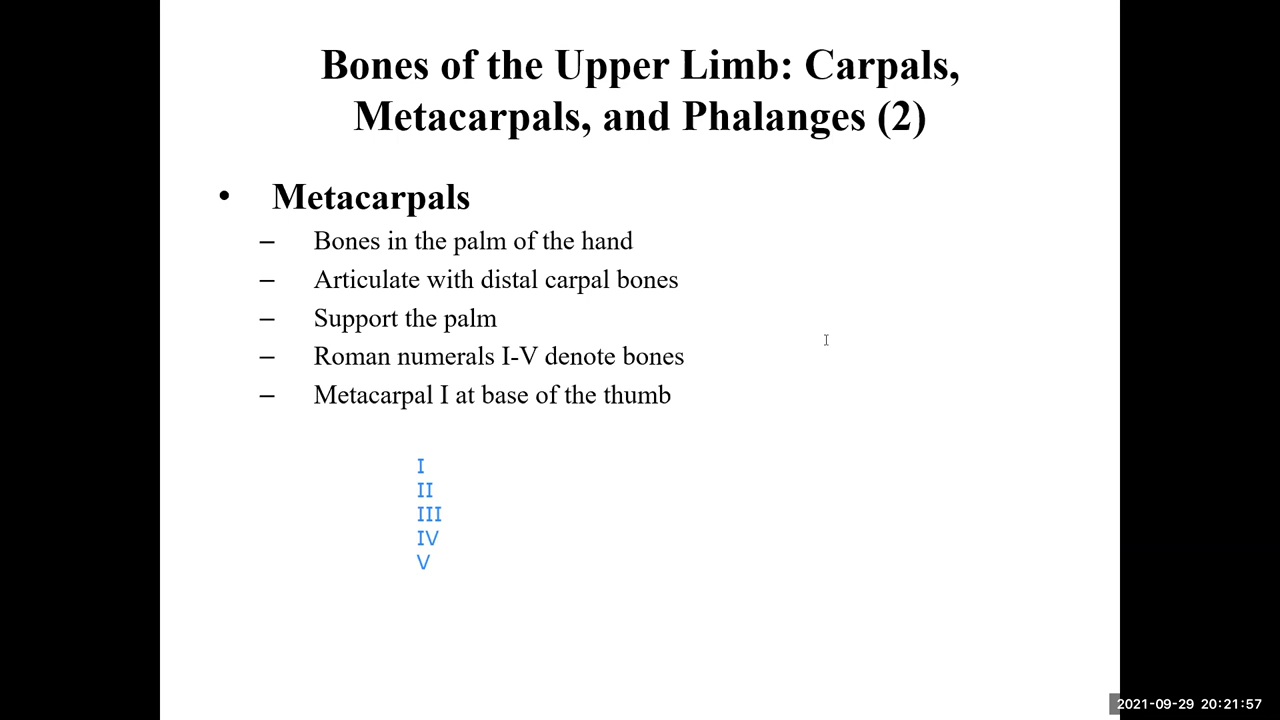 Bones of the Upper Limb: Carpals,
Metacarpals, and Phalanges (2)
• Metacarpals
– Bones in the palm of the hand
– Articulate with distal carpal bones
– Support the palm
– Roman numerals I-V denote bones
– Metacarpal I at base of the thumb
I
II
III
IV
V
2021-09-29 20:21:57